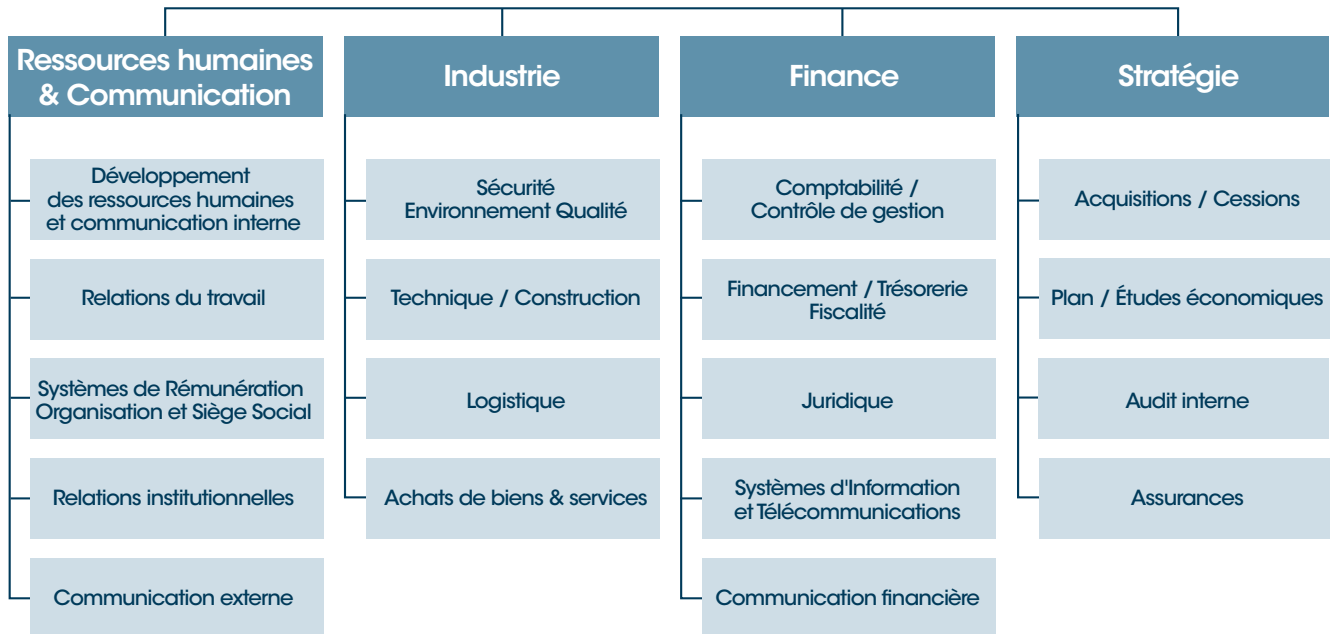 Ressources humaines
& Communication
Développement
des ressources humaines
et communication interne
Relations du travail
Systèmes de Rémunération
Organisation et Siège Social
Relations institutionnelles
Communication externe
Industrie
Sécurité
Environnement Qualité
Technique / Construction
Logistique
Achats de biens & services
Finance
Comptabilité /
Contrôle de gestion
Financement / Trésorerie
Fiscalité
Juridique
Systèmes d'Information
et Télécommunications
Communication financière
Stratégie
Acquisitions / Cessions
Plan / Études économiques
Audit interne
Assurances